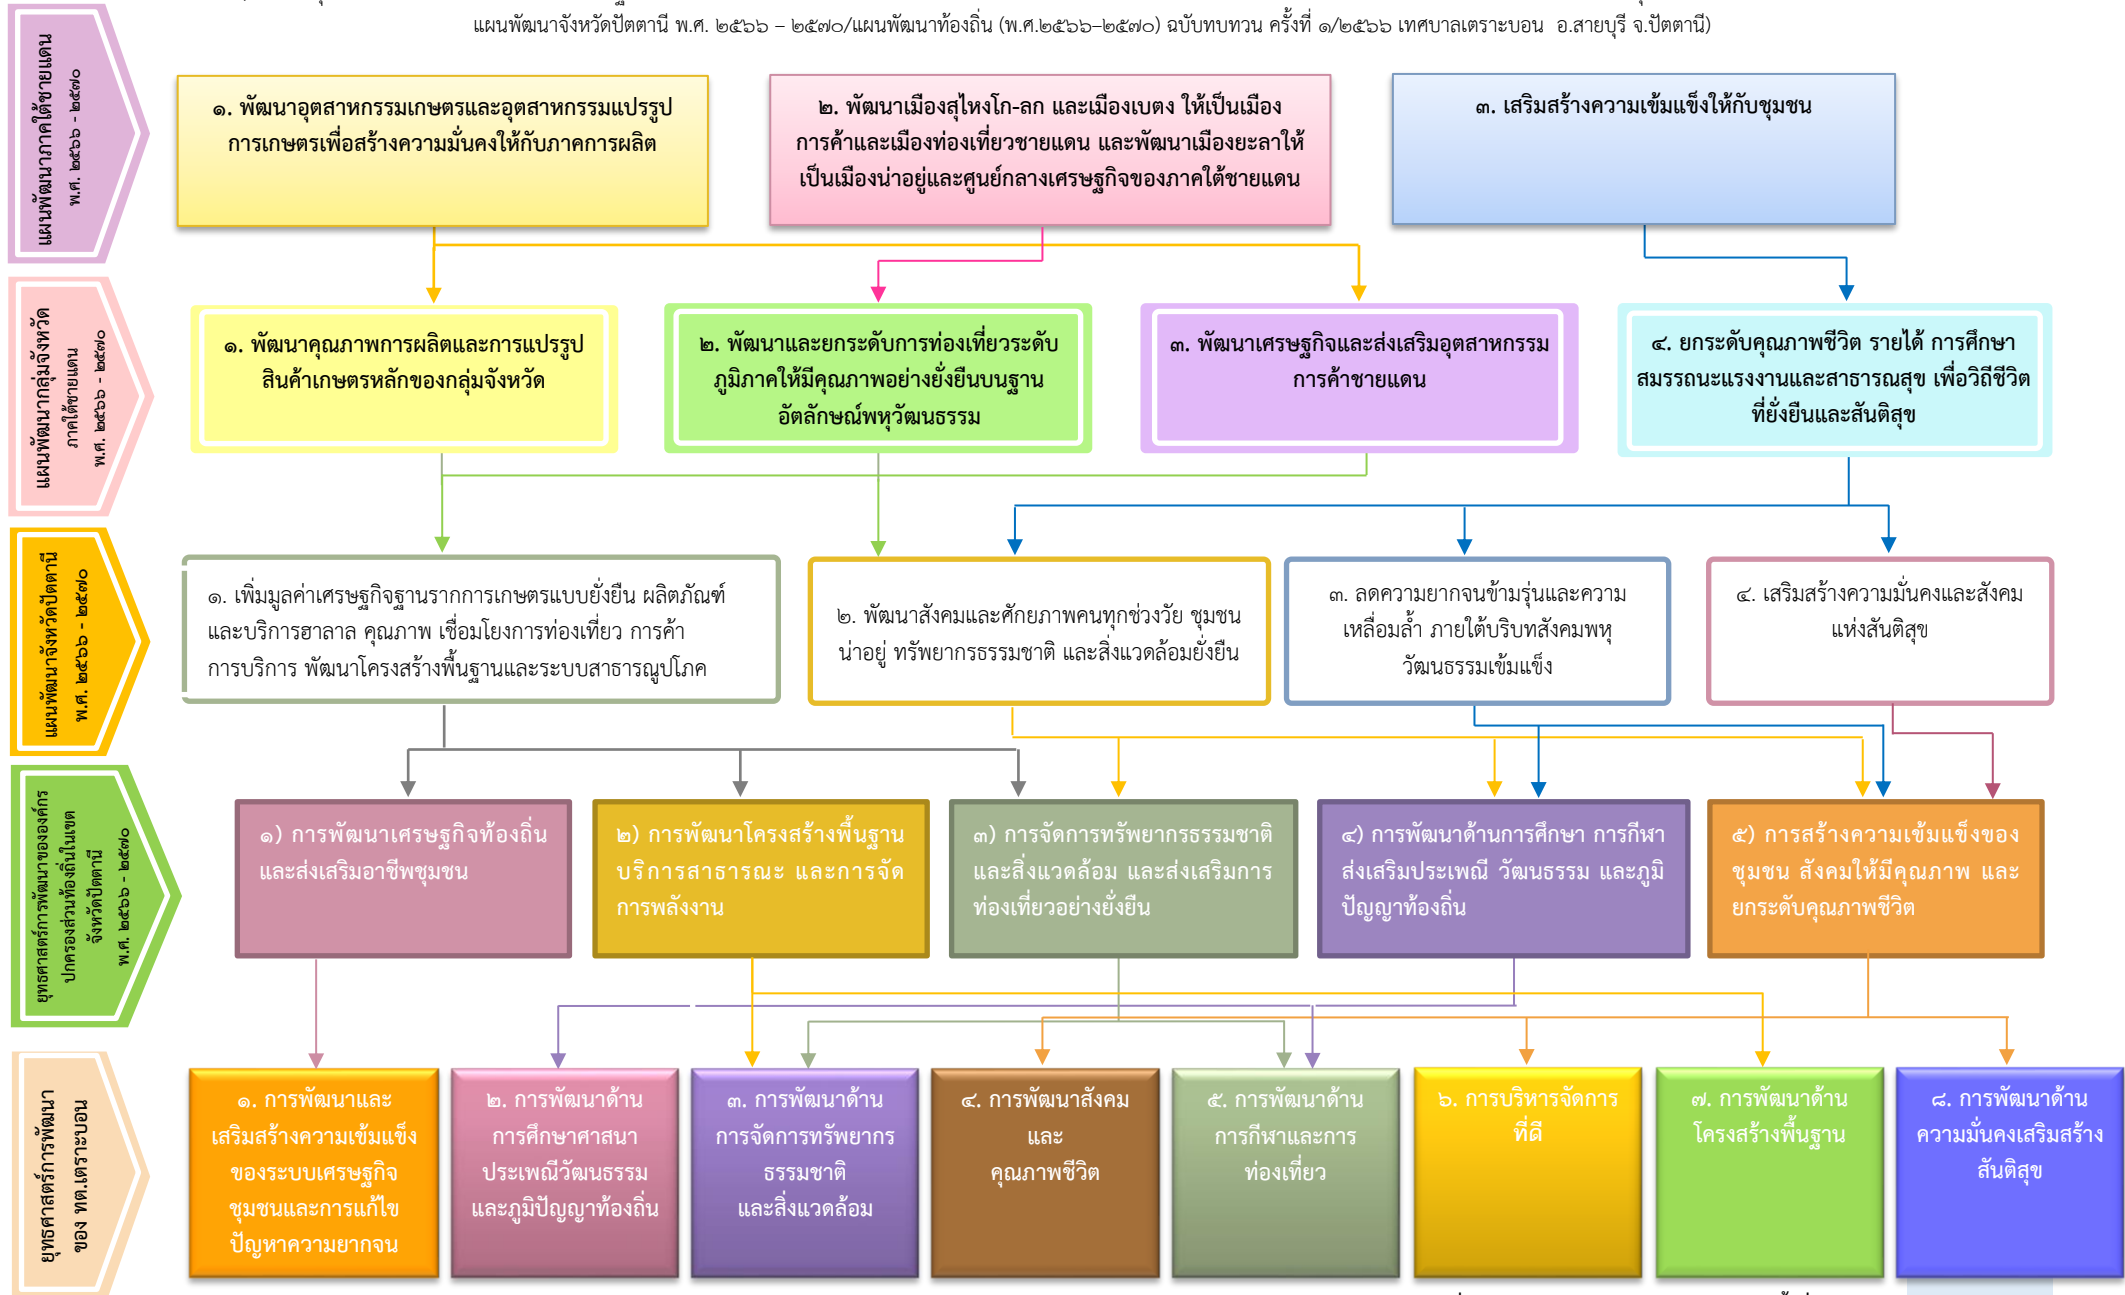 แผนพัฒนาจังหวัดปัตตานี พ.ศ. ๒๕๖๖ – ๒๕๗๐/แผนพัฒนาท้องถิ่น (พ.ศ.๒๕๖๖–๒๕๗๐) ฉบับทบทวน ครั้งที่ ๑/๒๕๖๖ เทศบาลเตราะบอน อ.สายบุรี จ.ปัตตานี)
แผนพัฒนาภาคใต้ชายแดน
พ.ศ. ๒๕๖๖ - ๒๕๗๐
๑. พัฒนาอุตสาหกรรมเกษตรและอุตสาหกรรมแปรรูป
การเกษตรเพื่อสร้างความมั่นคงให้กับภาคการผลิต
๒. พัฒนาเมืองสุไหงโก-ลก และเมืองเบตง ให้เป็นเมือง
การค้าและเมืองท่องเที่ยวชายแดน และพัฒนาเมืองยะลาให้
เป็นเมืองน่าอยู่และศูนย์กลางเศรษฐกิจของภาคใต้ชายแดน
๓. เสริมสร้างความเข้มแข็งให้กับชุมชน
แผนพัฒนากลุ่มจังหวัด
ภาคใต้ชายแดน
พ.ศ. ๒๕๖๖ - ๒๕๗๐
๑. พัฒนาคุณภาพการผลิตและการแปรรูป
สินค้าเกษตรหลักของกลุ่มจังหวัด
๒. พัฒนาและยกระดับการท่องเที่ยวระดับ
ภูมิภาคให้มีคุณภาพอย่างยั่งยืนบนฐาน
อัตลักษณ์พหุวัฒนธรรม
๓. พัฒนาเศรษฐกิจและส่งเสริมอุตสาหกรรม
การค้าชายแดน
๔. ยกระดับคุณภาพชีวิต รายได้ การศึกษา
สมรรถนะแรงงานและสาธารณสุข เพื่อวิถีชีวิต
ที่ยั่งยืนและสันติสุข
แผนพัฒนาจังหวัดปัตตานี
พ.ศ. ๒๕๖๖ - ๒๕๗๐
๑. เพิ่มมูลค่าเศรษฐกิจฐานรากการเกษตรแบบยั่งยืน ผลิตภัณฑ์
และบริการฮาลาล คุณภาพ เชื่อมโยงการท่องเที่ยว การค้า
การบริการ พัฒนาโครงสร้างพื้นฐานและระบบสาธารณูปโภค
๒. พัฒนาสังคมและศักยภาพคนทุกช่วงวัย ชุมชน
น่าอยู่ ทรัพยากรธรรมชาติ และสิ่งแวดล้อมยั่งยืน
๓. ลดความยากจนข้ามรุ่นและความ
เหลื่อมล้ำ ภายใต้บริบทสังคมพหุ
วัฒนธรรมเข้มแข็ง
๔. เสริมสร้างความมั่นคงและสังคม
แห่งสันติสุข
ยุทธศาสตร์การพัฒนาขององค์กร
ปกครองส่วนท้องถิ่นในเขต
จังหวัดปัตตานี
พ.ศ. ๒๕๖๖ - ๒๕๗๐
๑) การพัฒนาเศรษฐกิจท้องถิ่น
และส่งเสริมอาชีพชุมชน
๒) การพัฒนาโครงสร้างพื้นฐาน
บริการสาธารณะ และการจัด
การพลังงาน
๓) การจัดการทรัพยากรธรรมชาติ
และสิ่งแวดล้อม และส่งเสริมการ
ท่องเที่ยวอย่างยั่งยืน
๔) การพัฒนาด้านการศึกษา การกีฬา
ส่งเสริมประเพณี วัฒนธรรม และภูมิ
ปัญญาท้องถิ่น
๕) การสร้างความเข้มแข็งของ
ชุมชน สังคมให้มีคุณภาพ และ
ยกระดับคุณภาพชีวิต
ยุทธศาสตร์การพัฒนา
ของ ทต.เตราะบอน
๑. การพัฒนาและ
เสริมสร้างความเข้มแข็ง
ของระบบเศรษฐกิจ
ชุมชนและการแก้ไข
ปัญหาความยากจน
๒. การพัฒนาด้าน
การศึกษาศาสนา
ประเพณีวัฒนธรรม
และภูมิปัญญาท้องถิ่น
๓. การพัฒนาด้าน
การจัดการทรัพยากร
ธรรมชาติ
และสิ่งแวดล้อม
๔. การพัฒนาสังคม
และ
คุณภาพชีวิต
๕. การพัฒนาด้าน
การกีฬาและการ
ท่องเที่ยว
๖. การบริหารจัดการ
ที่ดี
๗. การพัฒนาด้าน
โครงสร้างพื้นฐาน
๘. การพัฒนาด้าน
ความมั่นคงเสริมสร้าง
สันติสุข